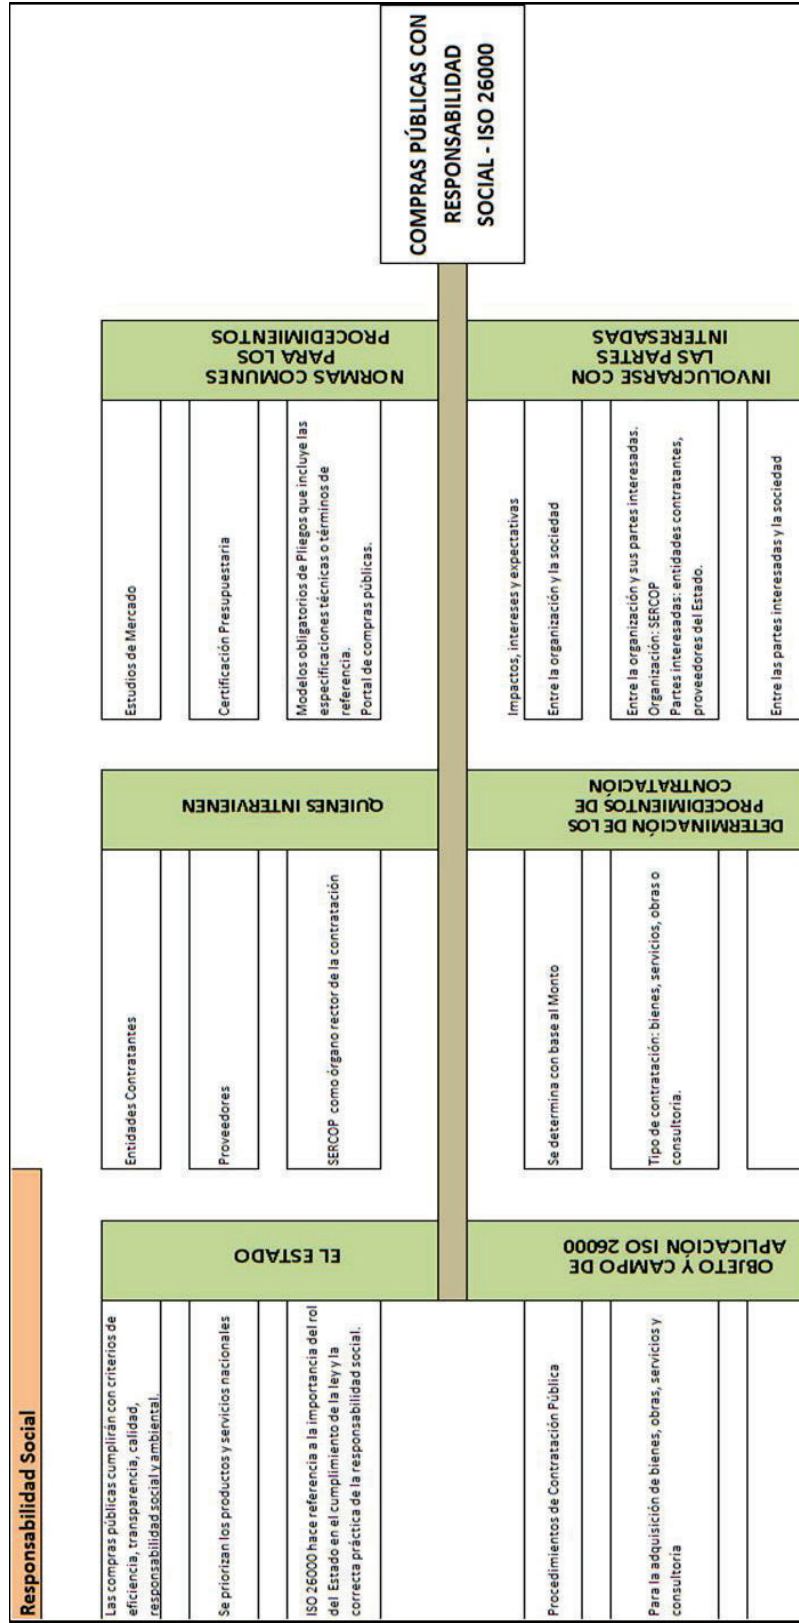 Responsabilidad Social
Las compras públicas cumplirán con criterios de
eficiencia, transparencia, calidad,
responsabilidad social y ambiental.
Se priorizan los productos y servicios nacionales
ISO 26000 hace referencia a la importancia del rol
del Estado en el cumplimiento de la ley y la
correcta práctica de la responsabilidad social.
EL ESTADO
Entidades Contratantes
Proveedores
SERCOP como órgano rector de la contratación
QUIENES INTERVIENEN
Estudios de Mercado
Certificación Presupuestaria
Modelos obligatorios de Pliegos que incluye las
especificaciones técnicas o términos de
referencia.
Portal de compras públicas.
NORMAS COMUNES
PARA LOS
PROCEDIMIENTOS
COMPRAS PÚBLICAS CON
RESPONSABILIDAD
SOCIAL - ISO 26000
Procedimientos de Contratación Pública
Para la adquisición de bienes, obras, servicios y
consultoria
OBJETO Y CAMPO DE
APLICACIÓN ISO 26000
Se determina con base al Monto
Tipo de contratación: bienes, servicios, obras o
consultoría.
DETERMINACIÓN DE LOS
PROCEDIMIENTOS DE
CONTRATACIÓN
Impactos, intereses y expectativas
Entre la organización y la sociedad
Entre la organización y sus partes interesadas.
Organización: SERCOP
Partes interesadas: entidades contratantes,
proveedores del Estado.
Entre las partes interesadas y la sociedad
INVOLUCRARSE CON
LAS PARTES
INTERESADAS